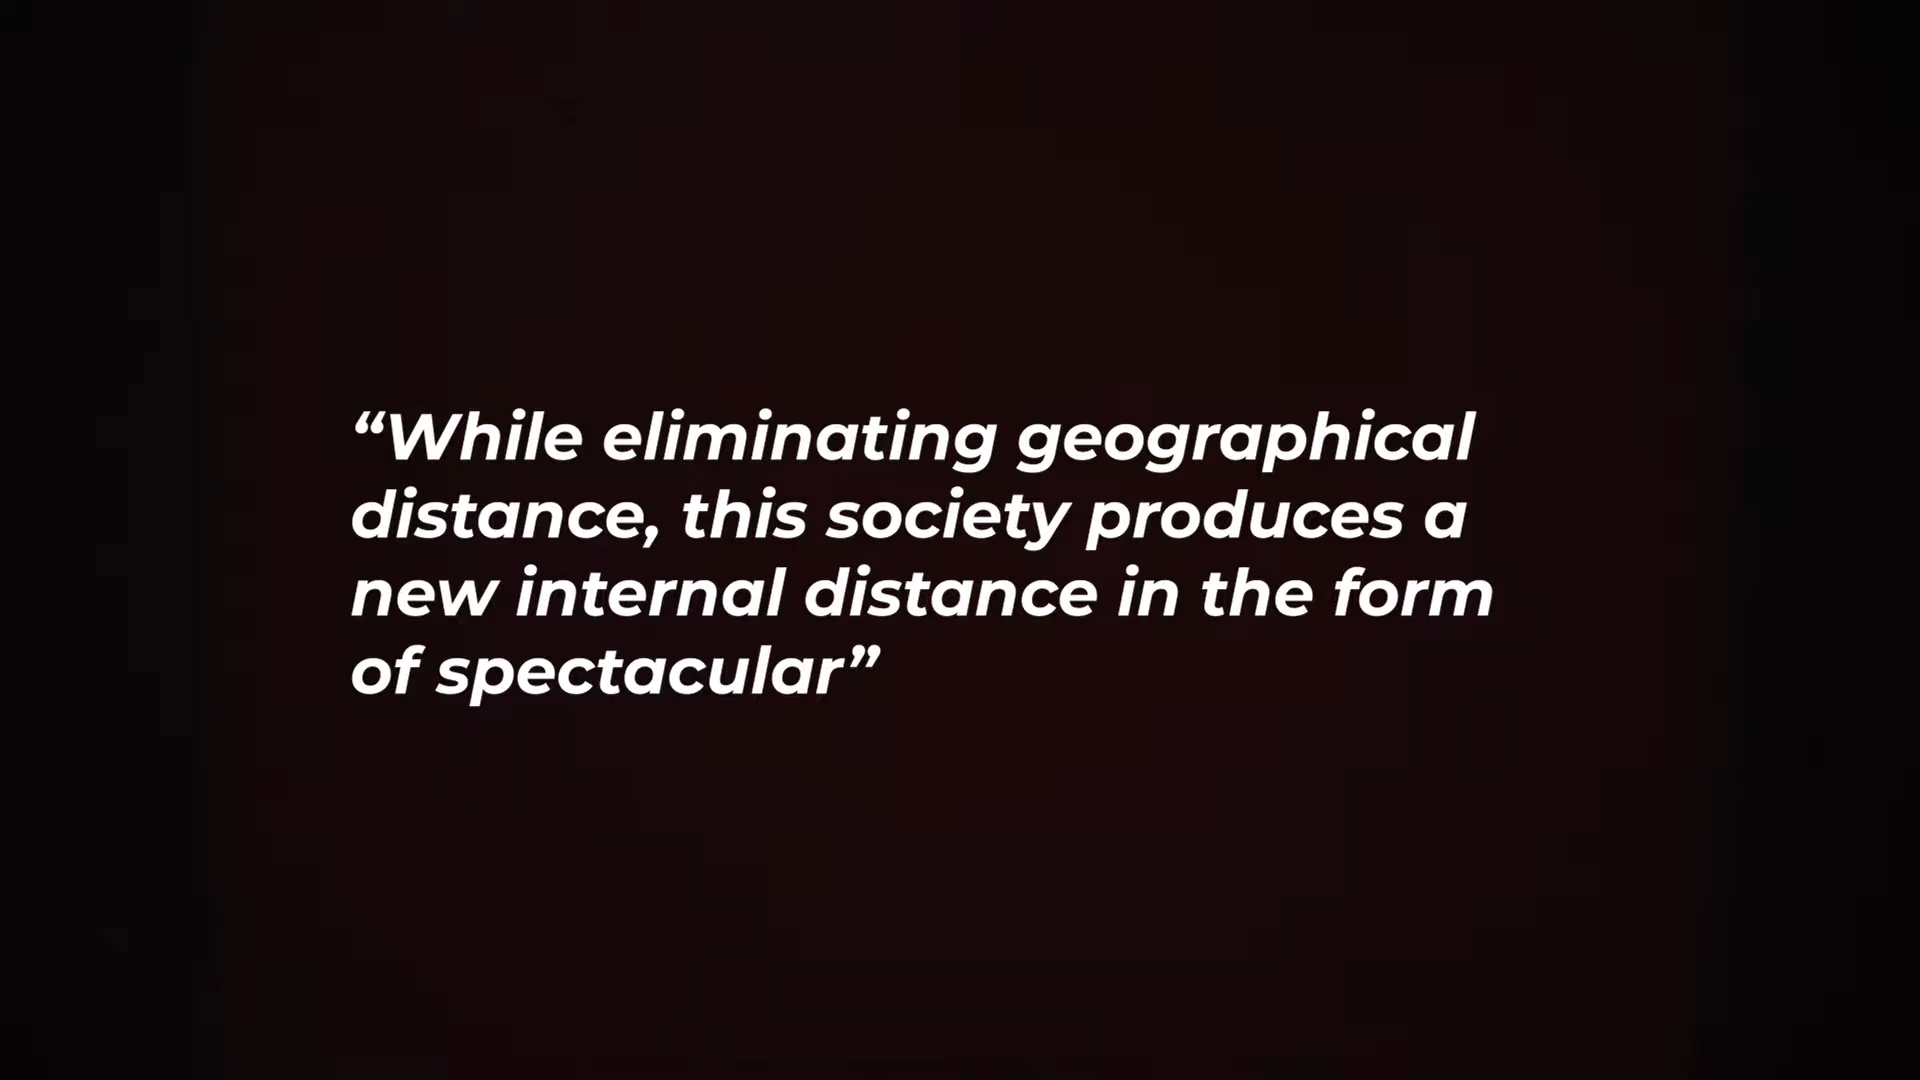 “While eliminating geographical
distance, this society produces a
new internal distance in the form
of spectacular”